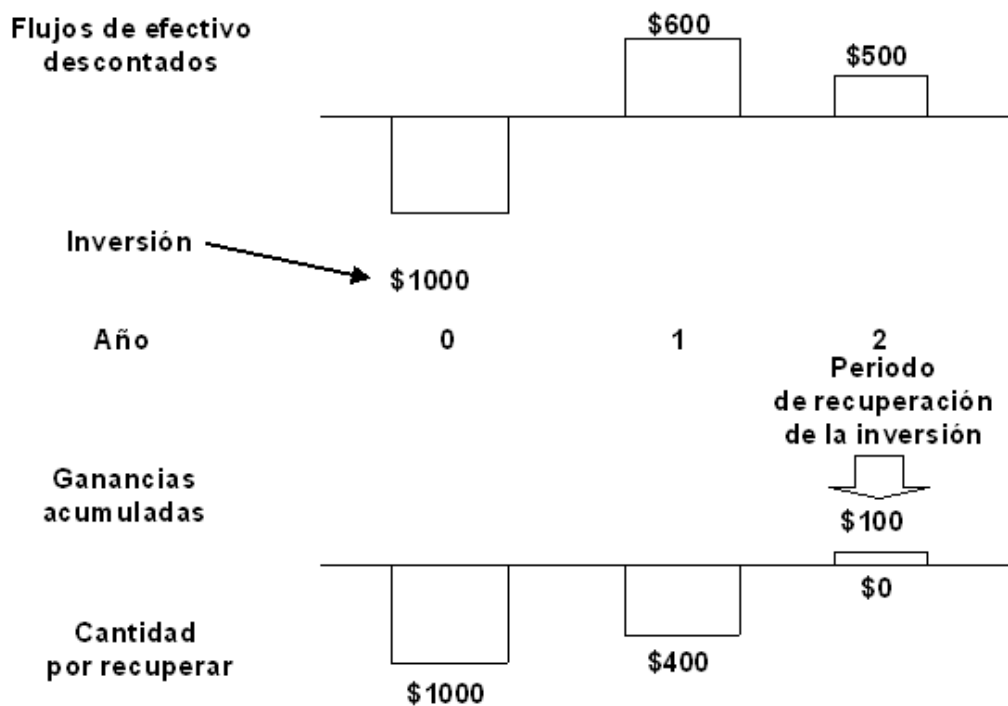 Flujos de efectivo
descontados
$600
$500
Inversión
$1000
Año
0
1
2
Periodo
de recuperación
de la inversión
Ganancias
acumuladas
$100
$0
Cantidad
por recuperar
$400
$1000